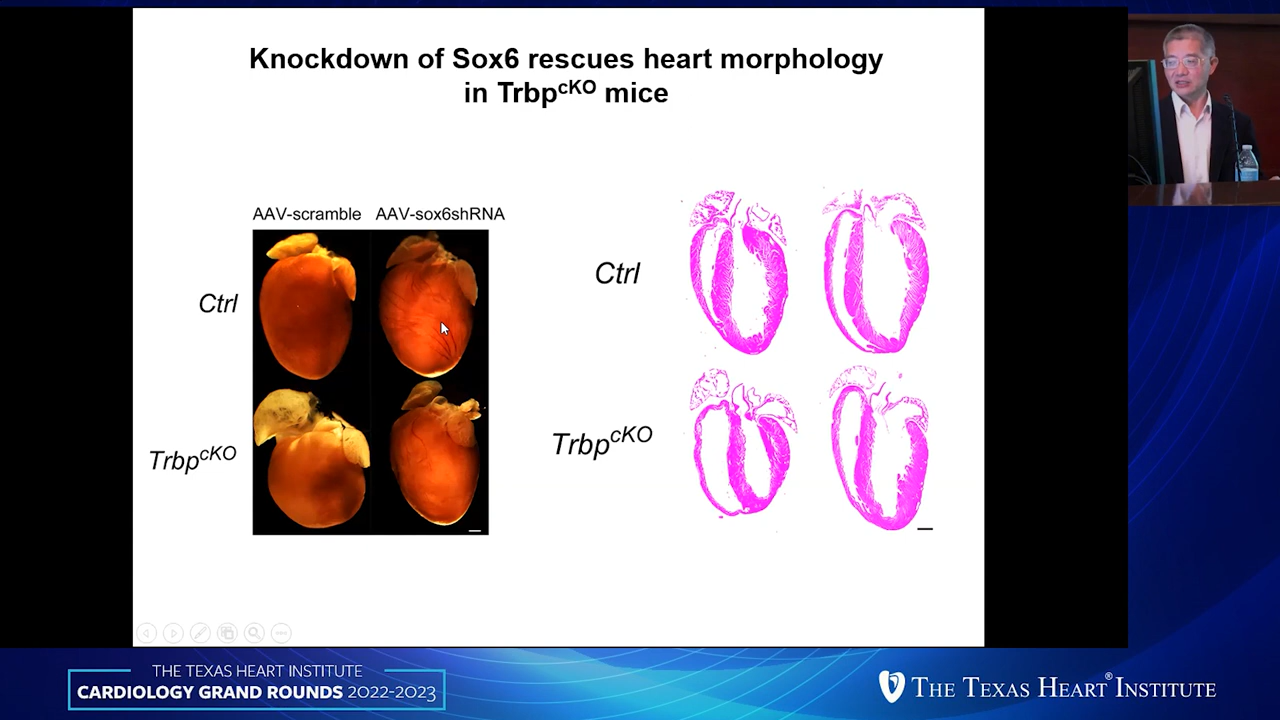 Knockdown of Sox6 rescues heart morphology
in TrbpcKO mice
AAV-scramble AAV-sox6shRNA
Ctrl
TrbpcKO
Ctrl
TrbpcKO
THE TEXAS HEART INSTITUTE
CARDIOLOGY GRAND ROUNDS 2022-2023
THE TEXAS HEART® INSTITUTE